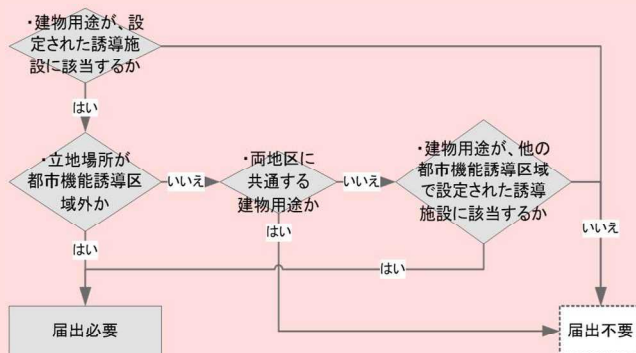 ・建物用途が、設
定された誘導施
設に該当するか
はい
・立地場所が
都市機能誘導区
域外か
いいえ
・両地区に
共通する
建物用途か
いいえ
・建物用途が、他の
都市機能誘導区域
で設定された誘導
施設に該当するか
はい
はい
はい
いいえ
届出必要
届出不要